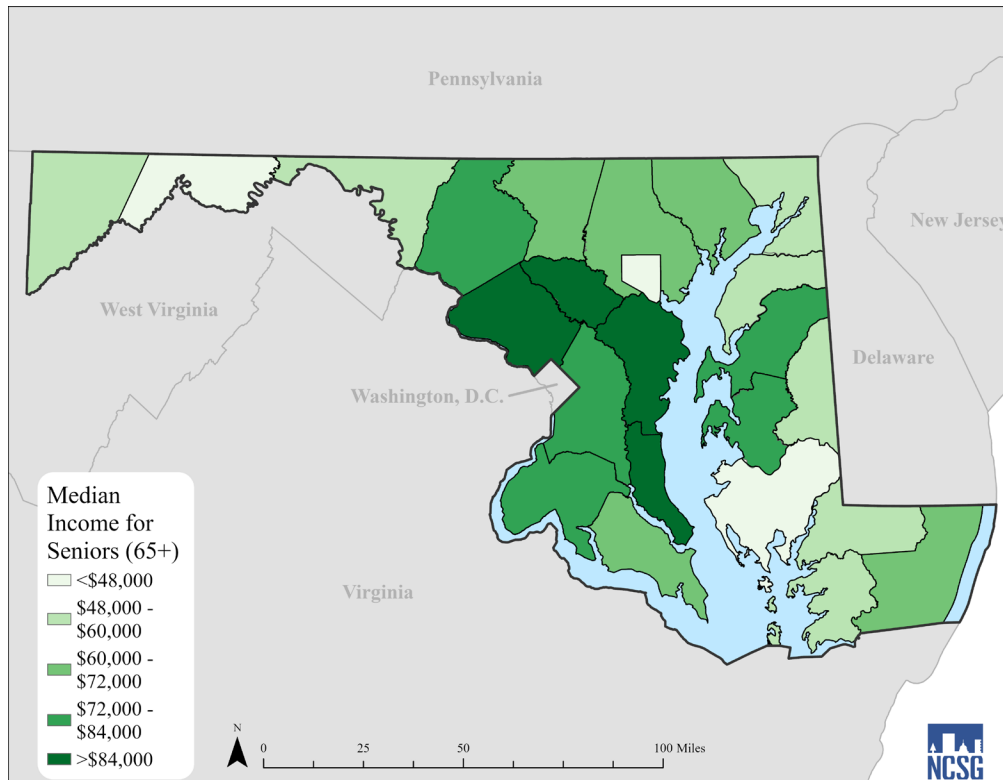 Pennsylvania
New Jersey
West Virginia
Delaware
Washington, D.C.
Virginia
Median
Income for
Seniors (65+)
<$48,000
$48,000 -
$60,000
$60,000 -
$72,000
$72,000 -
$84,000
>$84,000
N
0 25 50 100 Miles
NCSG